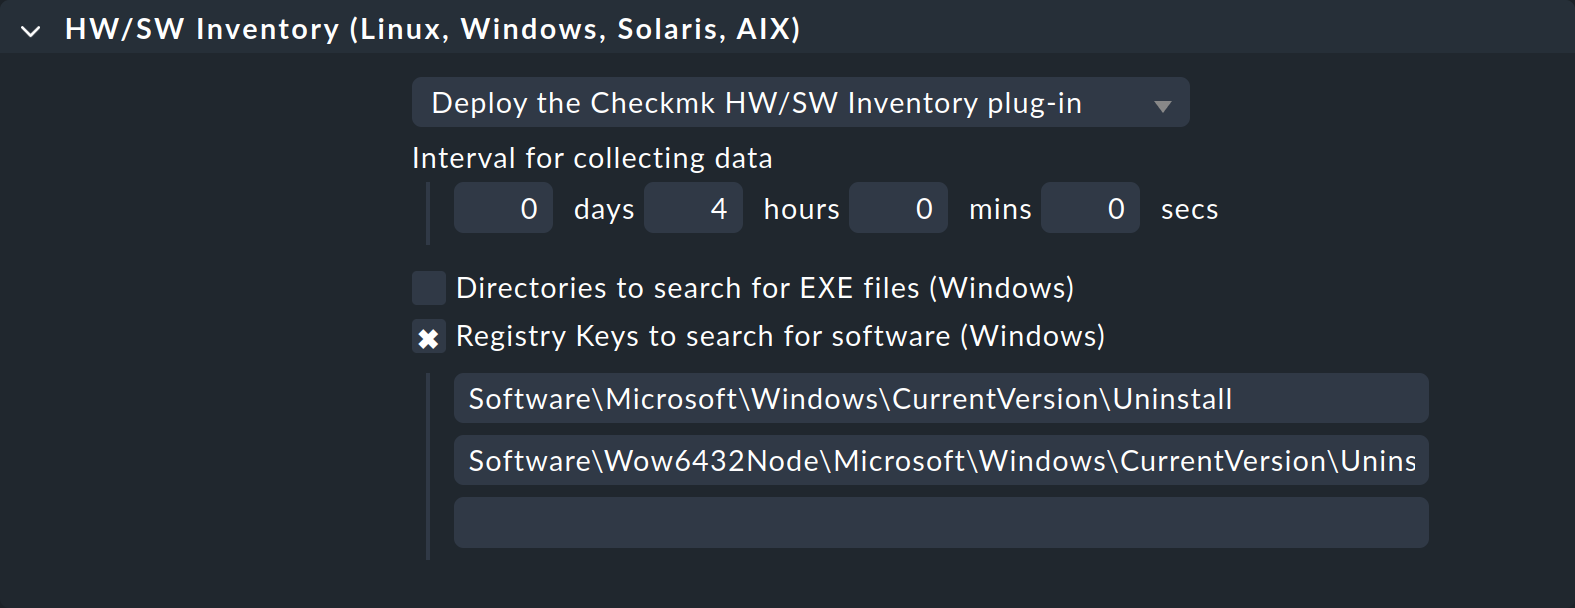 HW/SW Inventory (Linux, Windows, Solaris, AIX)
Deploy the Checkmk HW/SW Inventory plug-in
Interval for collecting data
0 days 4 hours 0 mins 0 secs
Directories to search for EXE files (Windows)
Registry Keys to search for software (Windows)
Software\Microsoft\Windows\CurrentVersion\Uninstall
Software\Wow6432Node\Microsoft\Windows\CurrentVersion\Unins